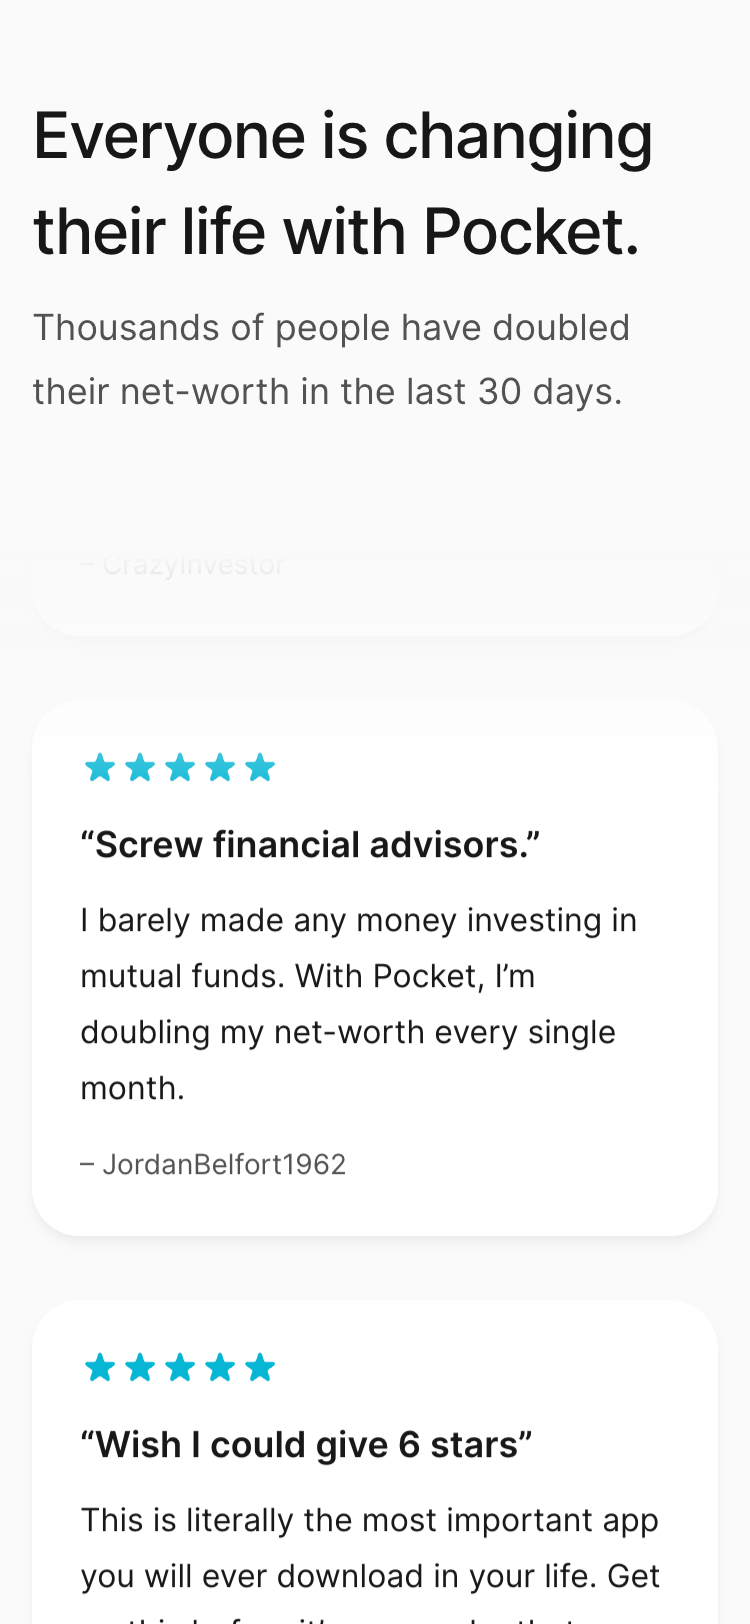 Everyone is changing
their life with Pocket.
Thousands of people have doubled
their net-worth in the last 30 days.
– CrazyInvestor
“Screw financial advisors.”
I barely made any money investing in
mutual funds. With Pocket, I’m
doubling my net-worth every single
month.
– JordanBelfort1962
“Wish I could give 6 stars”
This is literally the most important app
you will ever download in your life. Get